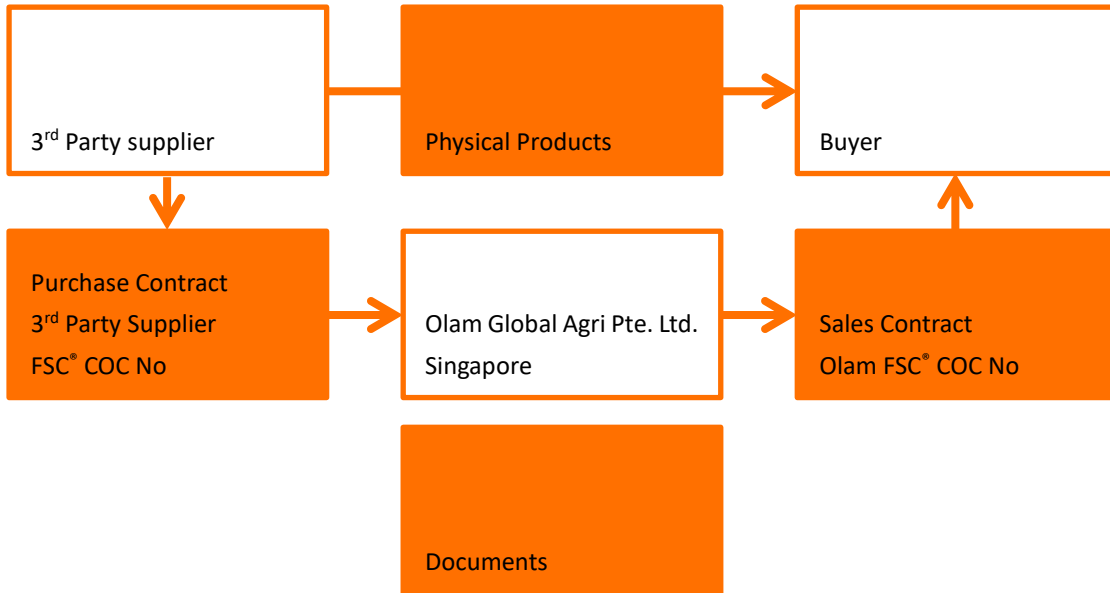 3rd Party supplier
Physical Products
Buyer
Purchase Contract
3rd Party Supplier
FSC® COC No
Olam Global Agri Pte. Ltd.
Singapore
Sales Contract
Olam FSC® COC No
Documents